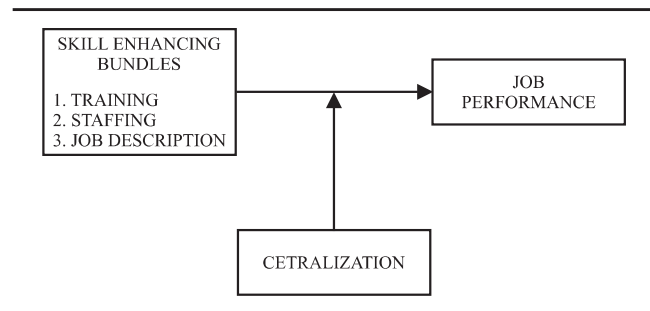 SKILL ENHANCING
BUNDLES
1. TRAINING
2. STAFFING
3. JOB DESCRIPTION
JOB
PERFORMANCE
CETRALIZATION